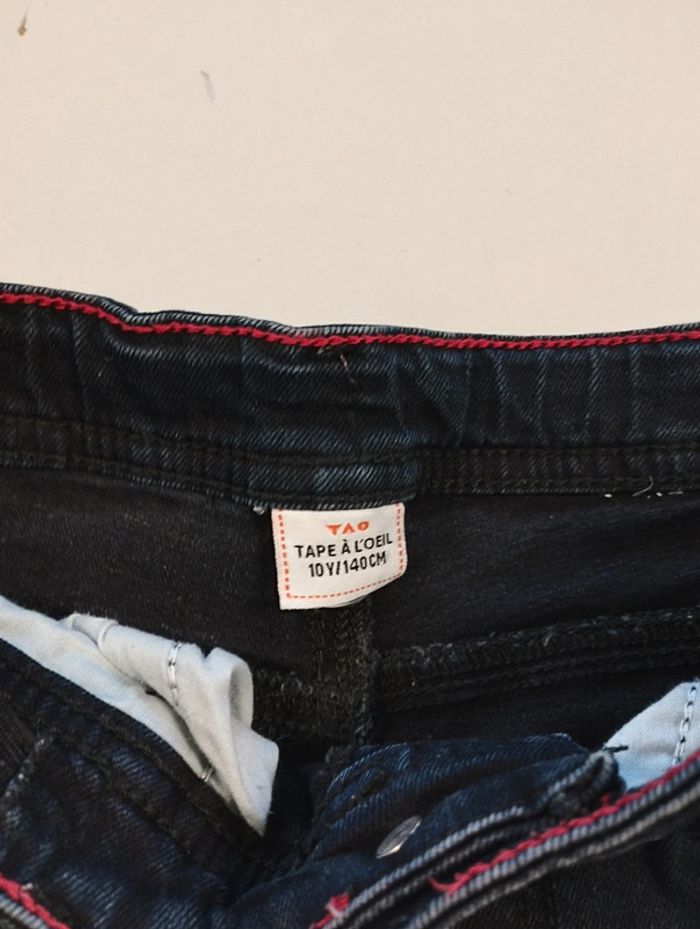 TAO
TAPE À L'OEIL
10Y/140CM